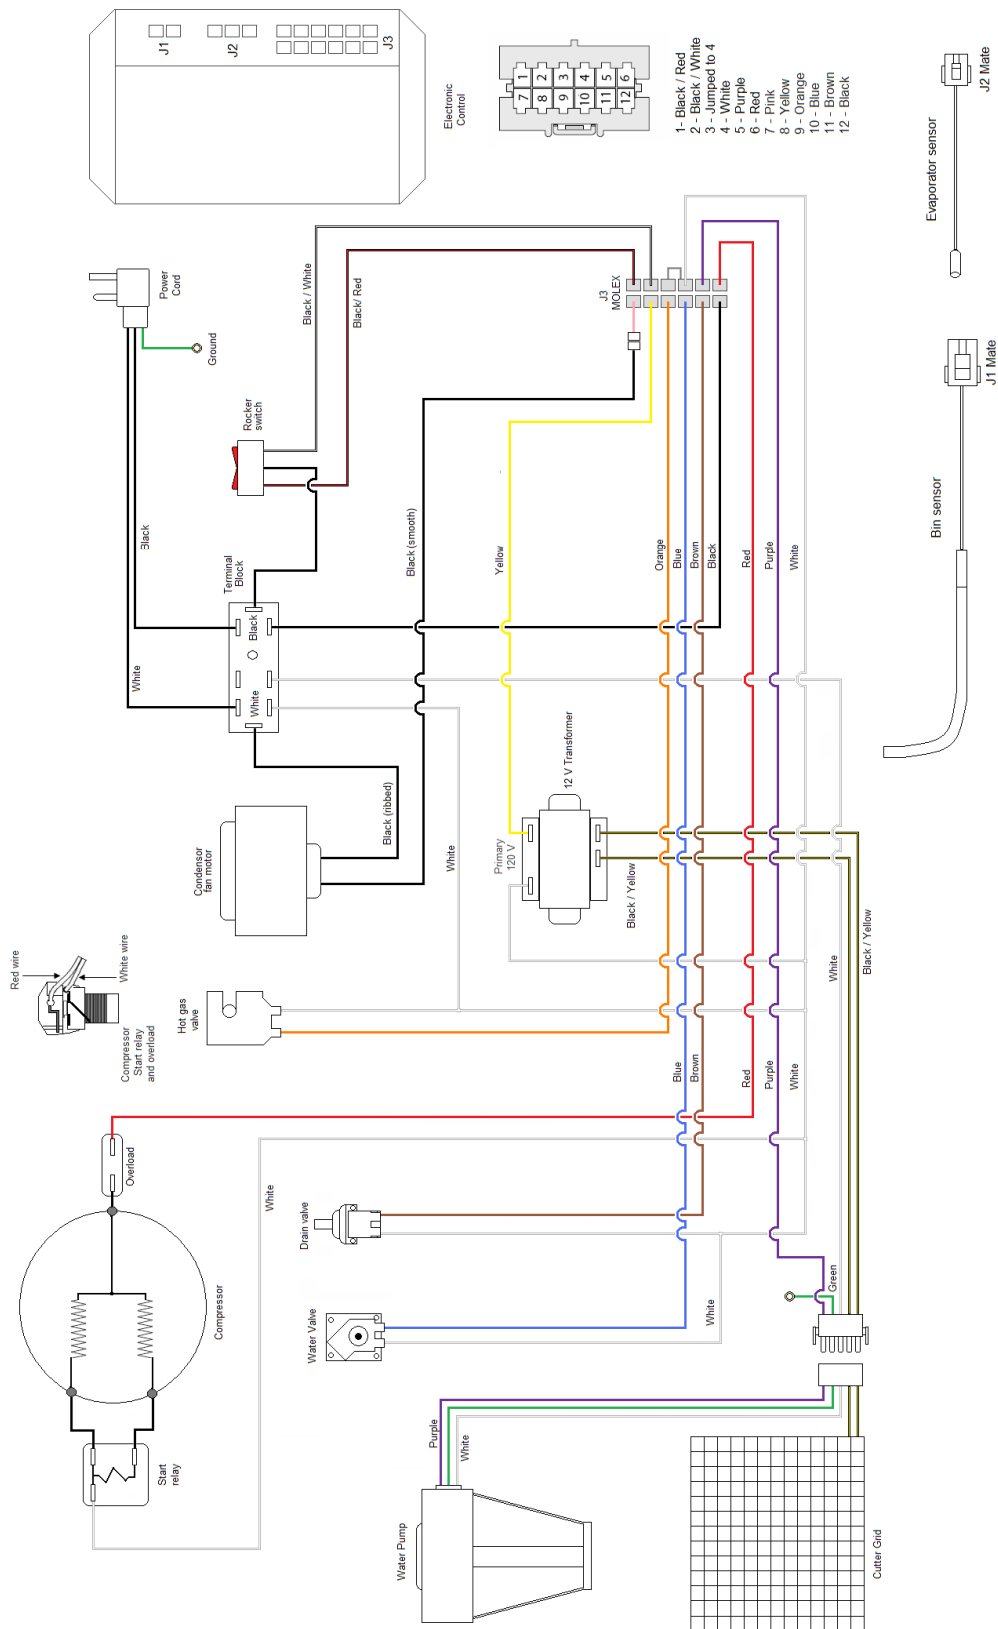 J1
J2
J3
Electronic
Control
1
2
3
4
5
6
7
8
9
10
11
12
1- Black / Red
2 - Black / White
3 - Jumped to 4
4 - White
5 - Purple
6 - Red
7 - Pink
8 - Yellow
9 - Orange
10 - Blue
11 - Brown
12 - Black
J2 Mate
Evaporator sensor
J1 Mate
Bin sensor
Power
Cord
Ground
Black / White
Black/ Red
J3
MOLEX
Rocker
switch
Black
White
Terminal
Block
Black
White
Black (smooth)
Yellow
Orange
Blue
Brown
Black
Red
Purple
White
12 V Transformer
Primary
120 V
Black / Yellow
Black / Yellow
White
Condensor
fan motor
Black (ribbed)
White
Red wire
White wire
Compressor
Start relay
and overload
Hot gas
valve
Blue
Brown
Red
Purple
White
Overload
White
Compressor
Drain valve
Water Valve
White
Green
Start
relay
Purple
White
Water Pump
Cutter Grid